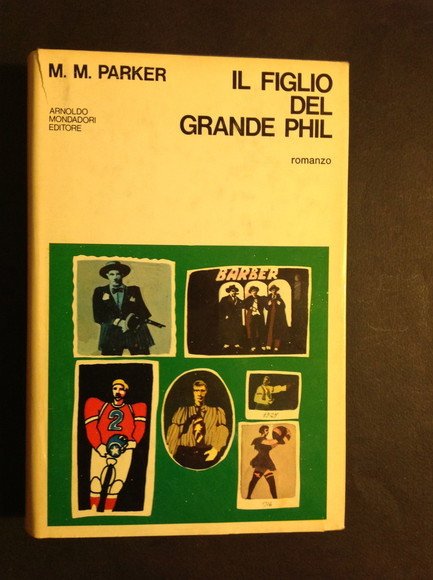 M. M. PARKER
ARNOLDO
MONDADORI
EDITORE
IL FIGLIO
DEL
GRANDE PHIL
romanzo
BARBER
2